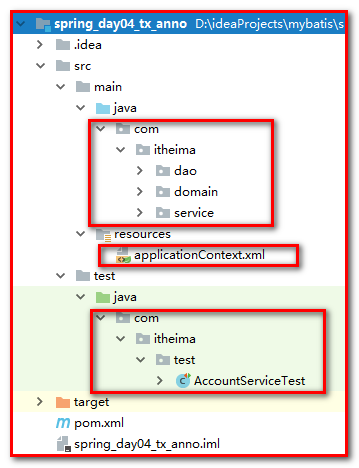 spring_day04_tx_anno D:\ideaProjects\mybatis\s
.idea
src
main
java
com
itheima
dao
domain
service
resources
applicationContext.xml
test
java
com
itheima
test
AccountServiceTest
target
pom.xml
spring_day04_tx_anno.iml